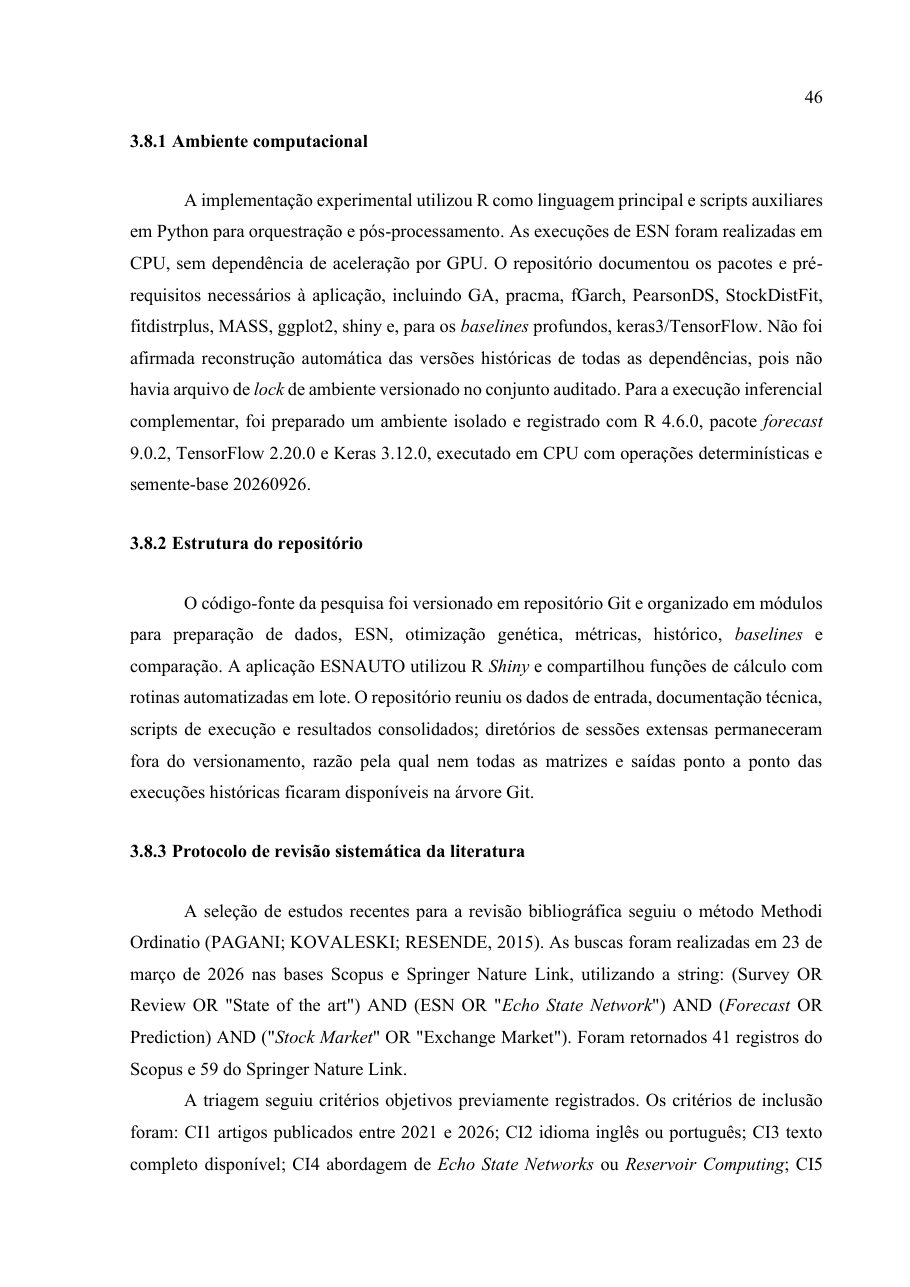 46
3.8.1 Ambiente computacional
A implementação experimental utilizou R como linguagem principal e scripts auxiliares
em Python para orquestração e pós-processamento. As execuções de ESN foram realizadas em
CPU, sem dependência de aceleração por GPU. O repositório documentou os pacotes e pré-
requisitos necessários à aplicação, incluindo GA, pracma, fGarch, PearsonDS, StockDistFit,
fitdistrplus, MASS, ggplot2, shiny e, para os baselines profundos, keras3/TensorFlow. Não foi
afirmada reconstrução automática das versões históricas de todas as dependências, pois não
havia arquivo de lock de ambiente versionado no conjunto auditado. Para a execução inferencial
complementar, foi preparado um ambiente isolado e registrado com R 4.6.0, pacote forecast
9.0.2, TensorFlow 2.20.0 e Keras 3.12.0, executado em CPU com operações determinísticas e
semente-base 20260926.
3.8.2 Estrutura do repositório
O código-fonte da pesquisa foi versionado em repositório Git e organizado em módulos
para preparação de dados, ESN, otimização genética, métricas, histórico, baselines e
comparação. A aplicação ESNAUTO utilizou R Shiny e compartilhou funções de cálculo com
rotinas automatizadas em lote. O repositório reuniu os dados de entrada, documentação técnica,
scripts de execução e resultados consolidados; diretórios de sessões extensas permaneceram
fora do versionamento, razão pela qual nem todas as matrizes e saídas ponto a ponto das
execuções históricas ficaram disponíveis na árvore Git.
3.8.3 Protocolo de revisão sistemática da literatura
A seleção de estudos recentes para a revisão bibliográfica seguiu o método Methodi
Ordinatio (PAGANI; KOVALESKI; RESENDE, 2015). As buscas foram realizadas em 23 de
março de 2026 nas bases Scopus e Springer Nature Link, utilizando a string: (Survey OR
Review OR "State of the art") AND (ESN OR "Echo State Network") AND (Forecast OR
Prediction) AND ("Stock Market" OR "Exchange Market"). Foram retornados 41 registros do
Scopus e 59 do Springer Nature Link.
A triagem seguiu critérios objetivos previamente registrados. Os critérios de inclusão
foram: CI1 artigos publicados entre 2021 e 2026; CI2 idioma inglês ou português; CI3 texto
completo disponível; CI4 abordagem de Echo State Networks ou Reservoir Computing; CI5